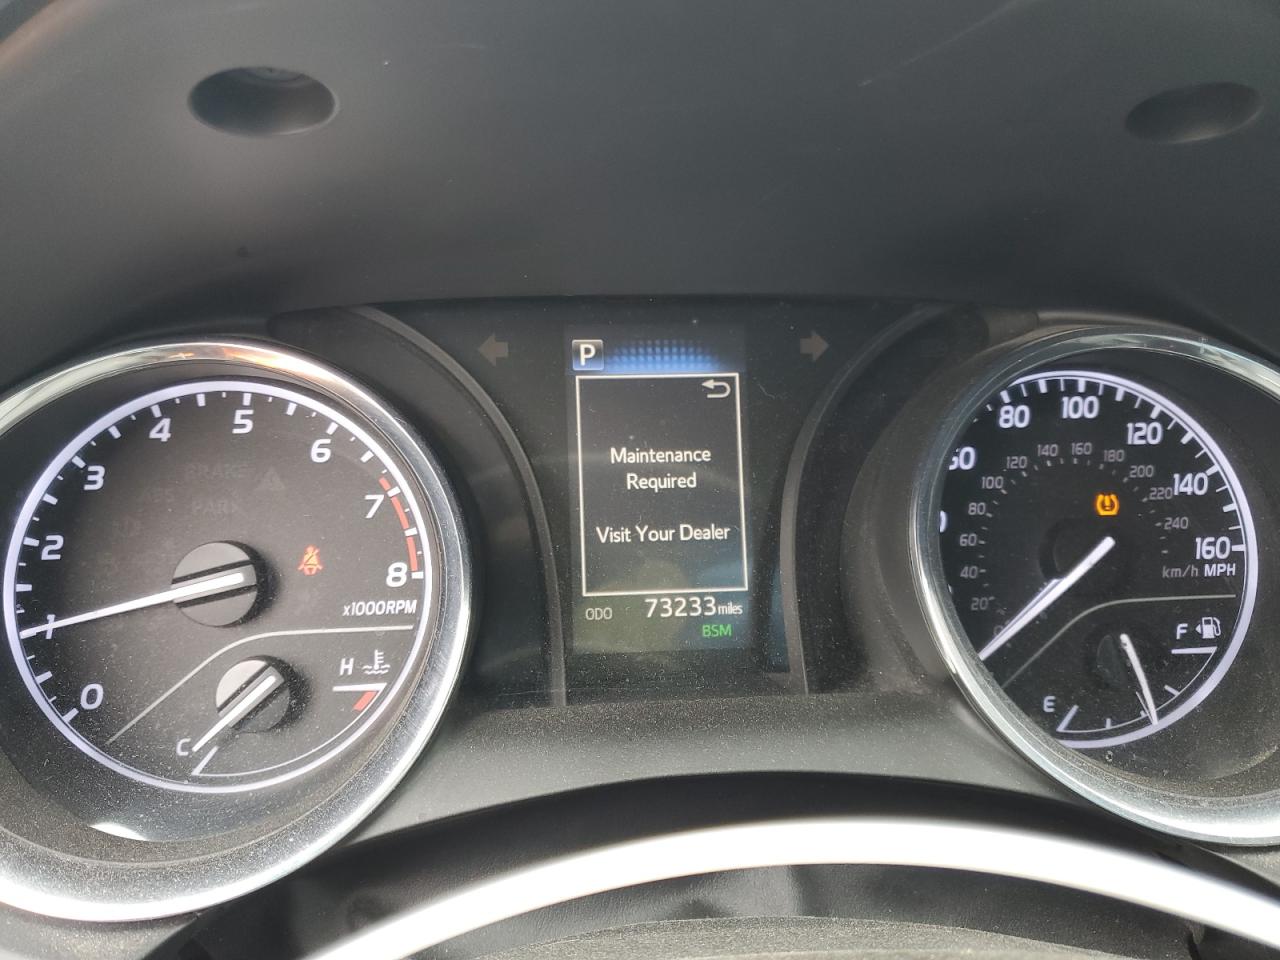 P
Maintenance
Required
Visit Your Dealer
ODO 73233 miles
BSM
0
1
2
3
4
5
6
7
8
x1000RPM
H
C
BRAKE
PARK
80
100
120
140
160
km/h MPH
20
40
60
80
100
120
140
160
180
200
220
240
F
E